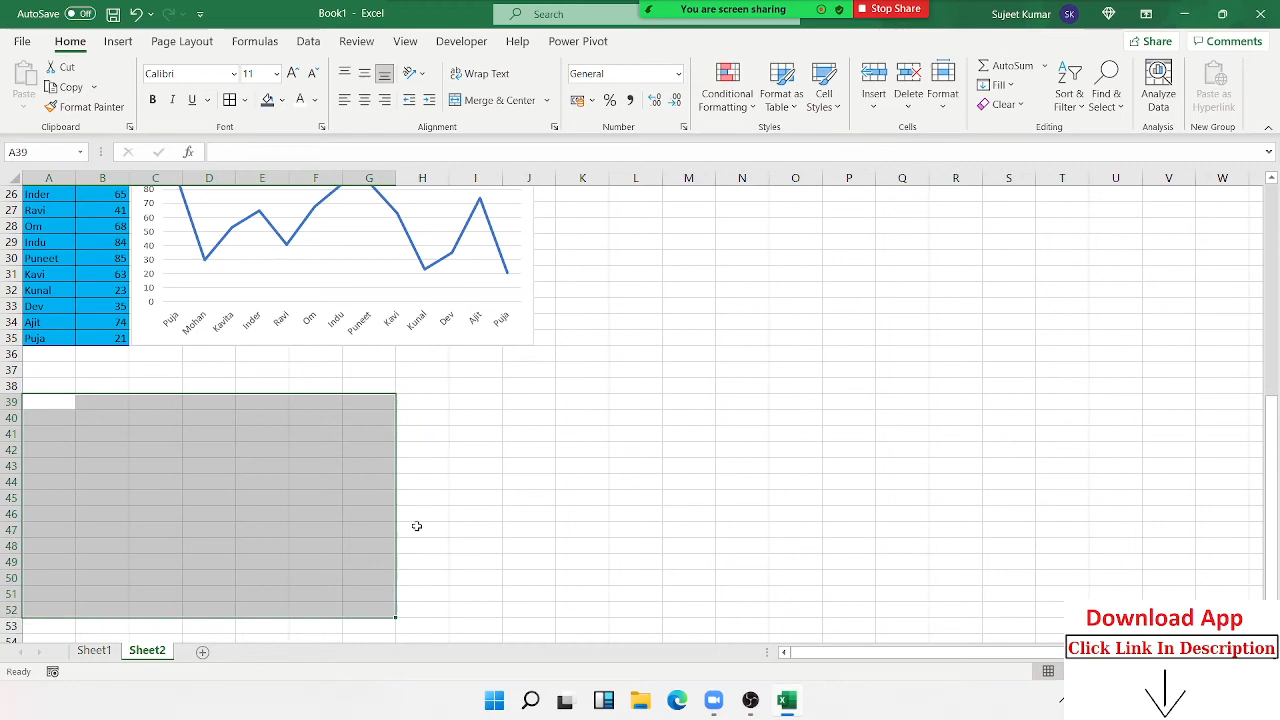 AutoSave Off Book1 - Excel Search You are screen sharing Stop Share Sujeet Kumar SK
File Home Insert Page Layout Formulas Data Review View Developer Help Power Pivot Share Comments
Paste Cut Copy Format Painter Clipboard
Calibri 11 B I U A Font
Wrap Text Merge & Center Alignment
General % , Number
Conditional Formatting Format as Table Cell Styles Styles
Insert Delete Format Cells
AutoSum Fill Clear Sort & Filter Find & Select Editing
Analyze Data Analysis
Paste as Hyperlink New Group
A39 fx
A B C D E F G H I J K L M N O P Q R S T U V W
26 Inder 65
27 Ravi 41
28 Om 68
29 Indu 84
30 Puneet 85
31 Kavi 63
32 Kunal 23
33 Dev 35
34 Ajit 74
35 Puja 21
80
70
60
50
40
30
20
10
0
Puja Mohan Kavita Inder Ravi Om Indu Puneet Kavi Kunal Dev Ajit Puja
36
37
38
39
40
41
42
43
44
45
46
47
48
49
50
51
52
53
54
Sheet1 Sheet2
Ready
Download App
Click Link In Description